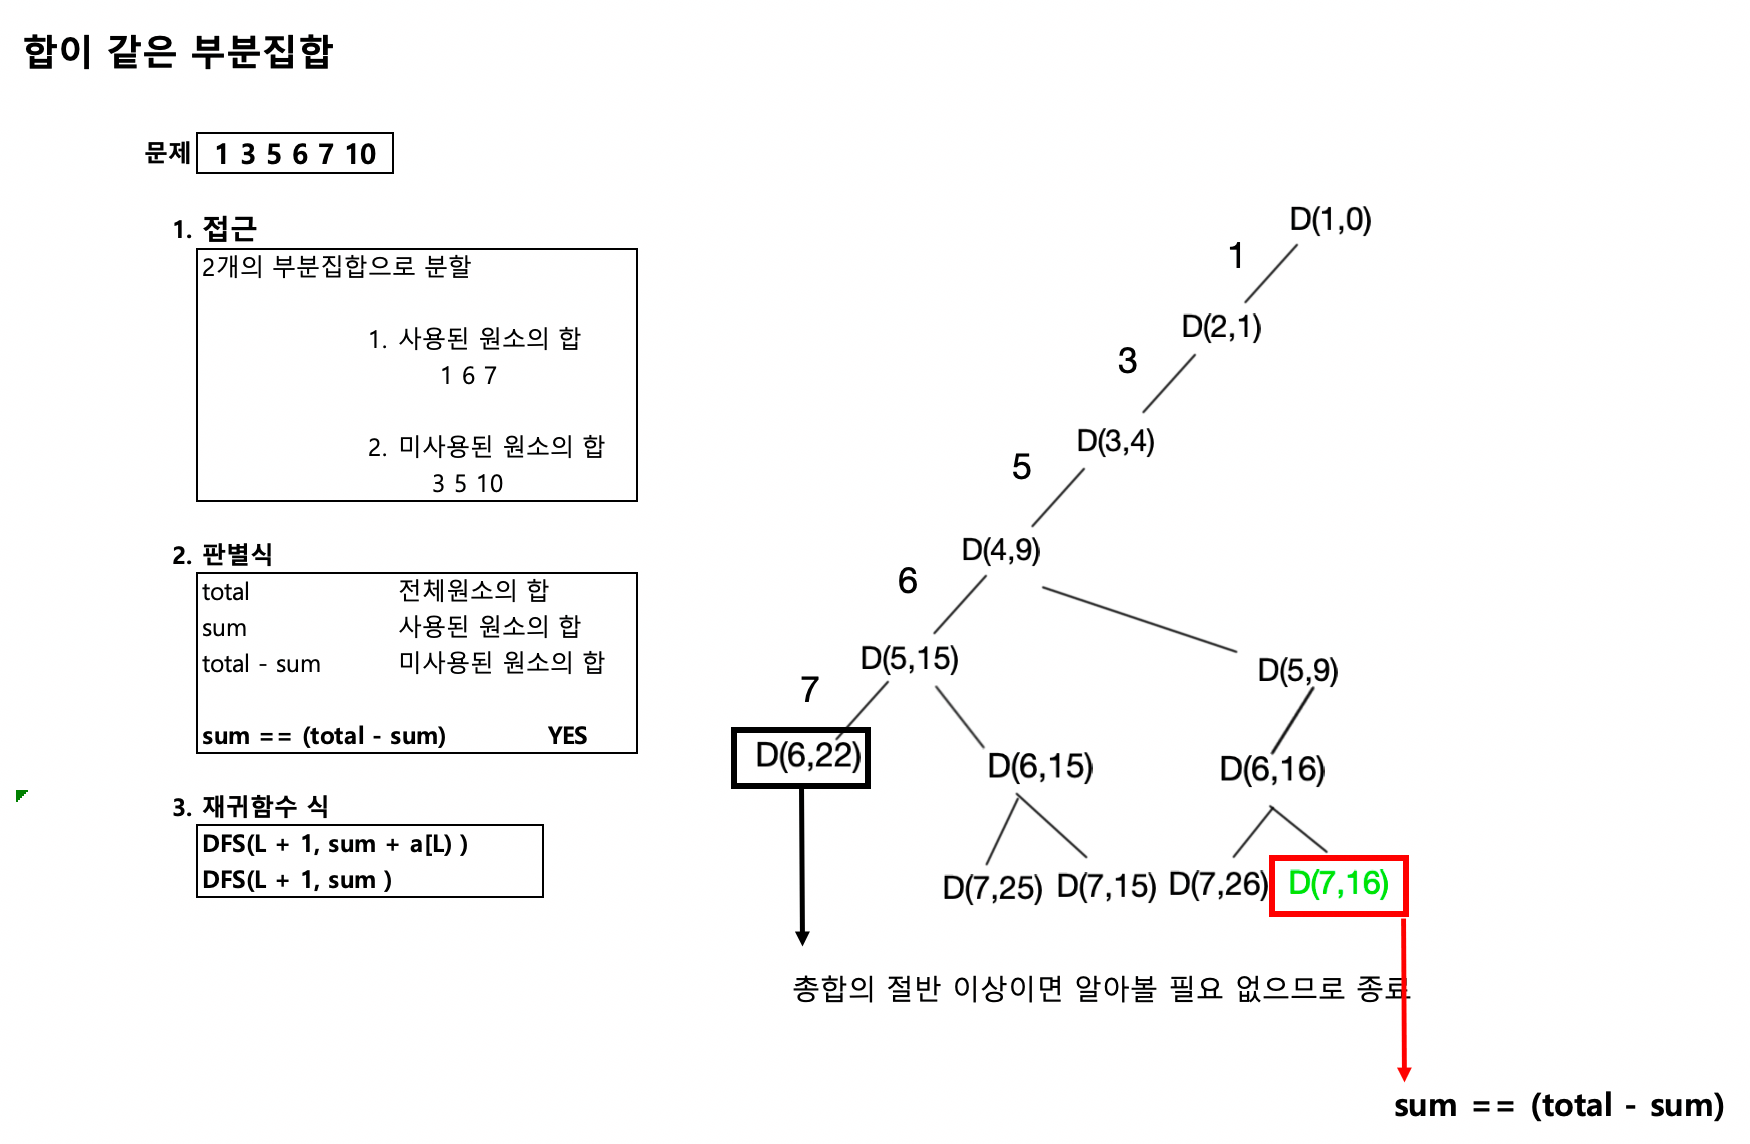 합이 같은 부분집합
문제 1 3 5 6 7 10
1. 접근
2개의 부분집합으로 분할
1. 사용된 원소의 합
1 6 7
2. 미사용된 원소의 합
3 5 10
2. 판별식
total 전체원소의 합
sum 사용된 원소의 합
total - sum 미사용된 원소의 합
sum == (total - sum) YES
3. 재귀함수 식
DFS(L + 1, sum + a[L) )
DFS(L + 1, sum )
D(1,0)
1
D(2,1)
3
D(3,4)
5
D(4,9)
6
D(5,15) D(5,9)
7
D(6,22) D(6,15) D(6,16)
D(7,25) D(7,15) D(7,26) D(7,16)
총합의 절반 이상이면 알아볼 필요 없으므로 종료
sum == (total - sum)